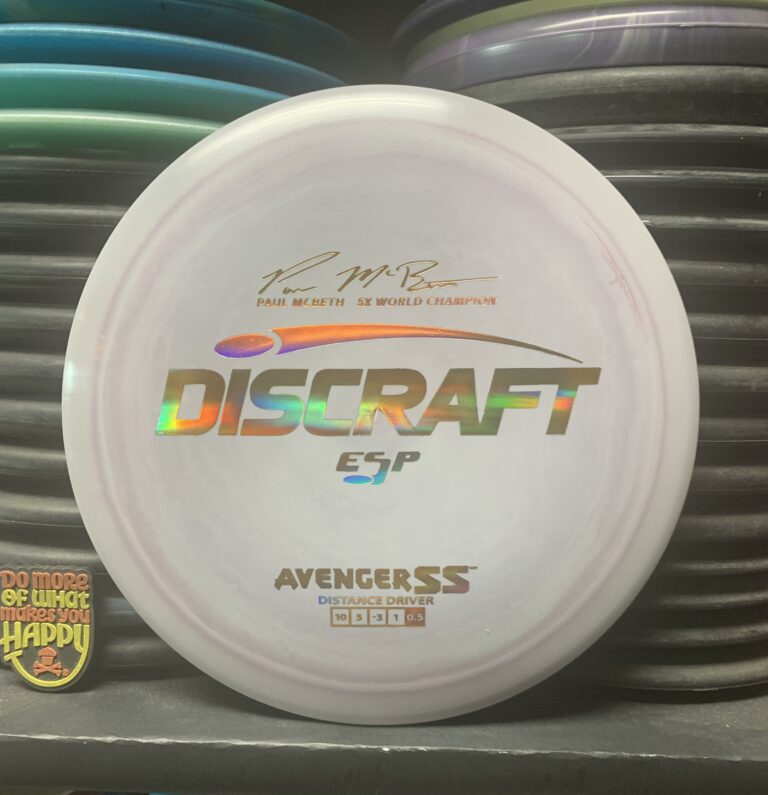 Paul McBeth
PAUL MCBETH 5X WORLD CHAMPION
DISCRAFT
ESP
AVENGER SS™
DISTANCE DRIVER
10 5 -3 1 0.5
DO MORE
OF WHAT
MAKES YOU
HAPPY
®